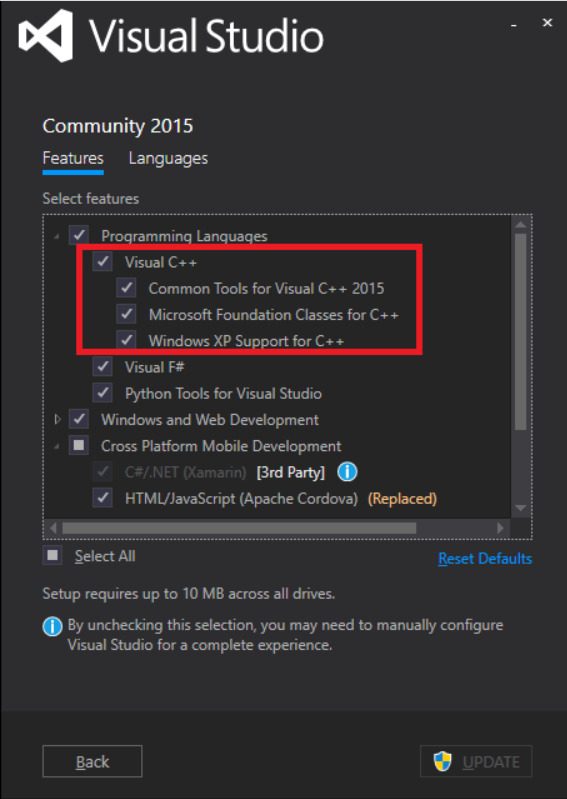 Visual Studio
Community 2015
Features Languages
Select features
Programming Languages
Visual C++
Common Tools for Visual C++ 2015
Microsoft Foundation Classes for C++
Windows XP Support for C++
Visual F#
Python Tools for Visual Studio
Windows and Web Development
Cross Platform Mobile Development
C#/.NET (Xamarin) [3rd Party]
HTML/JavaScript (Apache Cordova) (Replaced)
Select All Reset Defaults
Setup requires up to 10 MB across all drives.
By unchecking this selection, you may need to manually configure
Visual Studio for a complete experience.
Back UPDATE